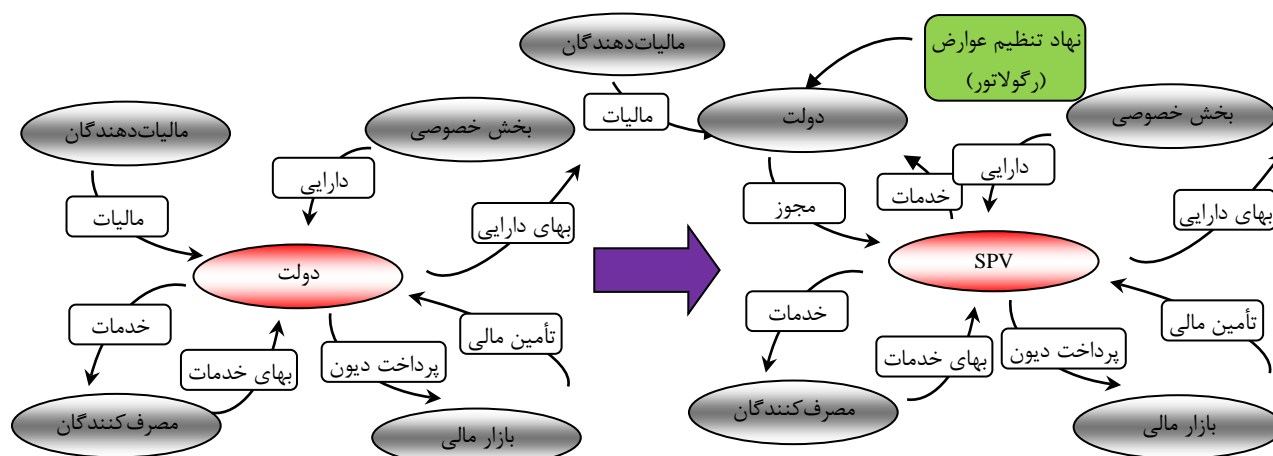 مالیات‌دهندگان
بخش خصوصی
دارایی
مالیات
بهای دارایی
دولت
خدمات
تأمین مالی
بهای خدمات
پرداخت دیون
مصرف‌کنندگان
بازار مالی
مالیات‌دهندگان
نهاد تنظیم عوارض
(رگولاتور)
مالیات
دولت
بخش خصوصی
دارایی
خدمات
مجوز
بهای دارایی
SPV
خدمات
تأمین مالی
بهای خدمات
پرداخت دیون
مصرف‌کنندگان
بازار مالی